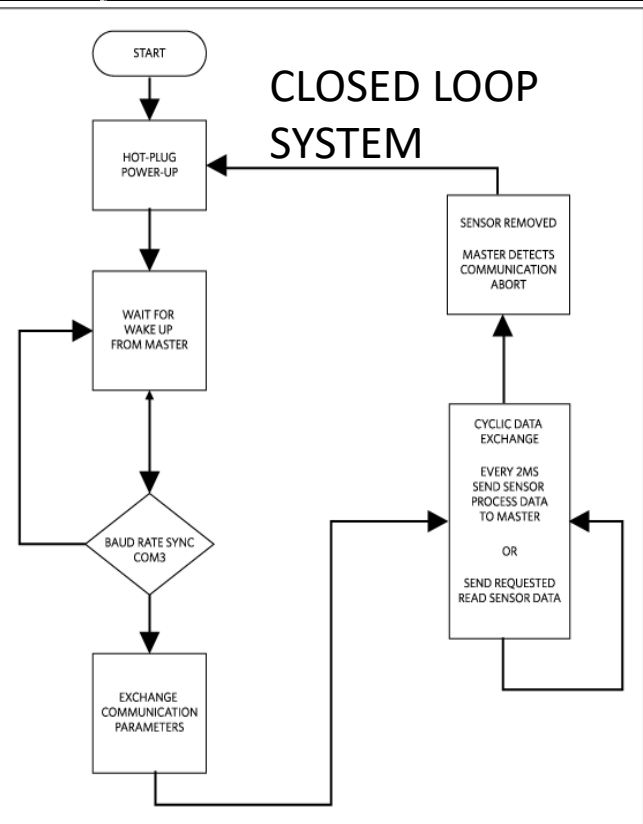 START
CLOSED LOOP
SYSTEM
HOT-PLUG
POWER-UP
SENSOR REMOVED
MASTER DETECTS
COMMUNICATION
ABORT
WAIT FOR
WAKE UP
FROM MASTER
CYCLIC DATA
EXCHANGE
EVERY 2MS
SEND SENSOR
PROCESS DATA
TO MASTER
OR
SEND REQUESTED
READ SENSOR DATA
BAUD RATE SYNC
COM3
EXCHANGE
COMMUNICATION
PARAMETERS